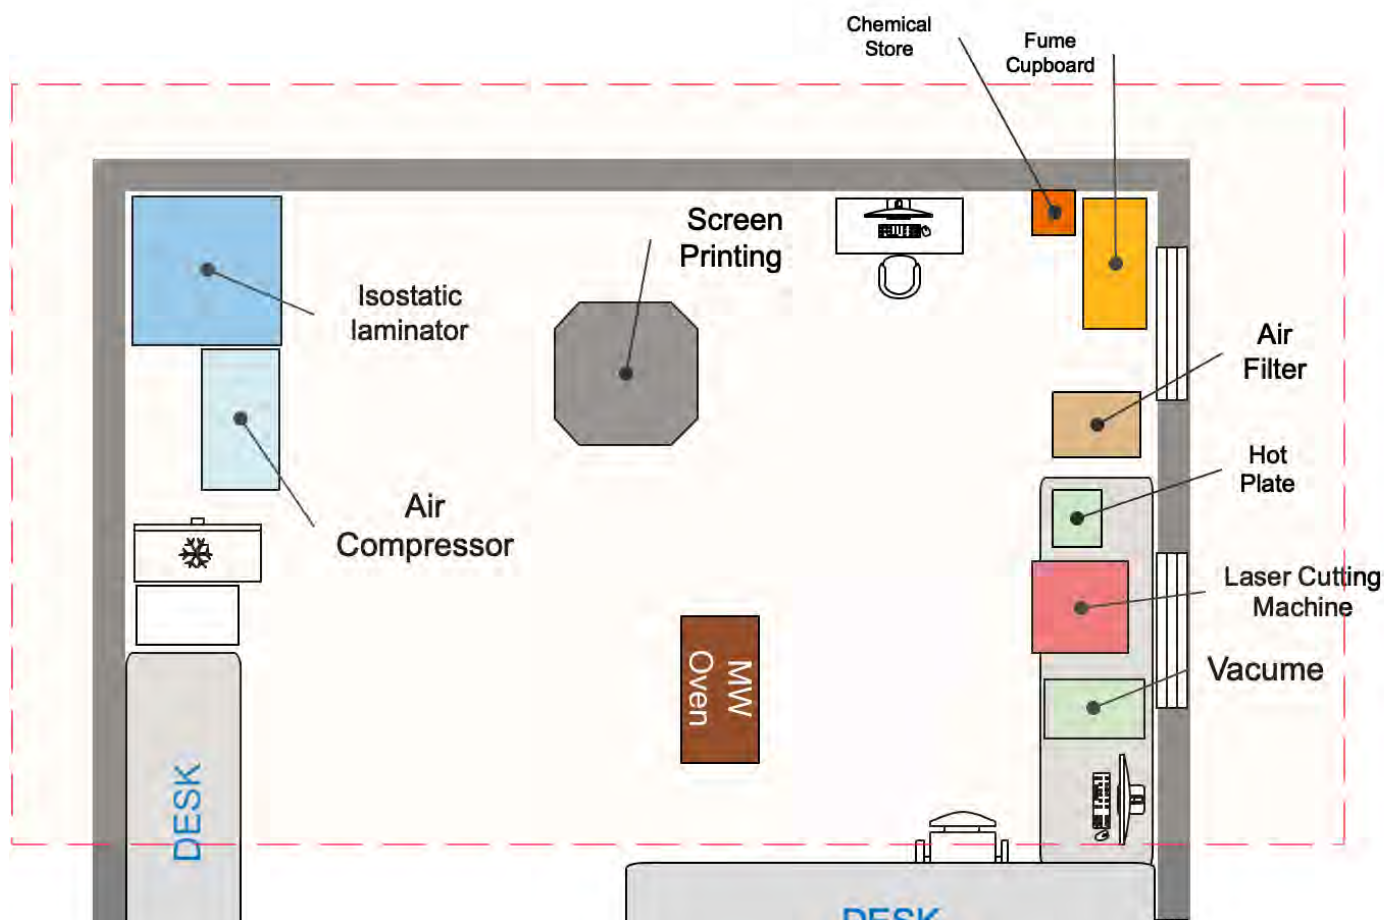 Chemical
Store
Fume
Cupboard
Screen
Printing
Isostatic
laminator
Air
Filter
Hot
Plate
Air
Compressor
Laser Cutting
Machine
MW
Oven
Vacume
DESK
DESK